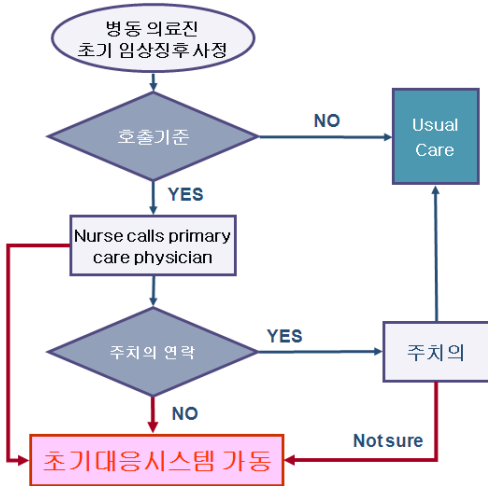 병동 의료진
초기 임상징후 사정
호출기준
NO
Usual
Care
YES
Nurse calls primary
care physician
주치의 연락
YES
주치의
NO
Not sure
초기대응시스템 가동